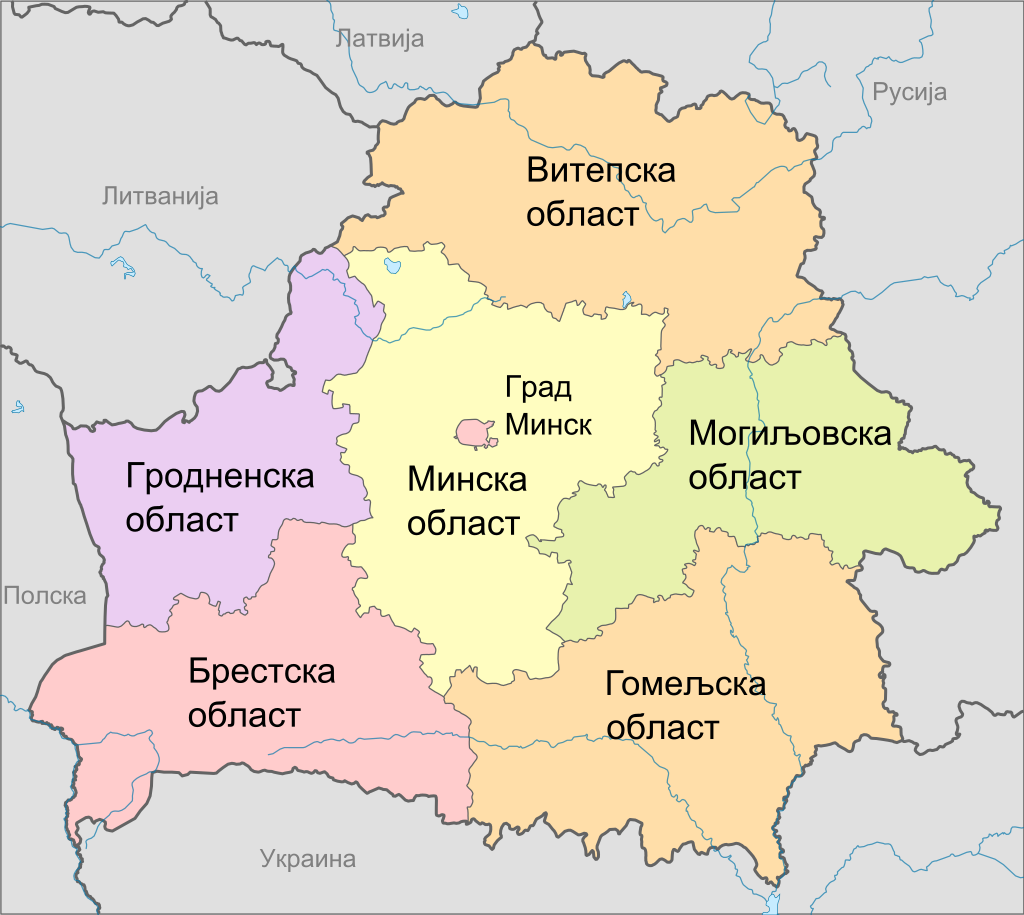 Латвија
Русија
Витепска
област
Литванија
Град
Минск
Могиљовска
област
Гродненска
област
Минска
област
Полска
Брестска
област
Гомељска
област
Украина